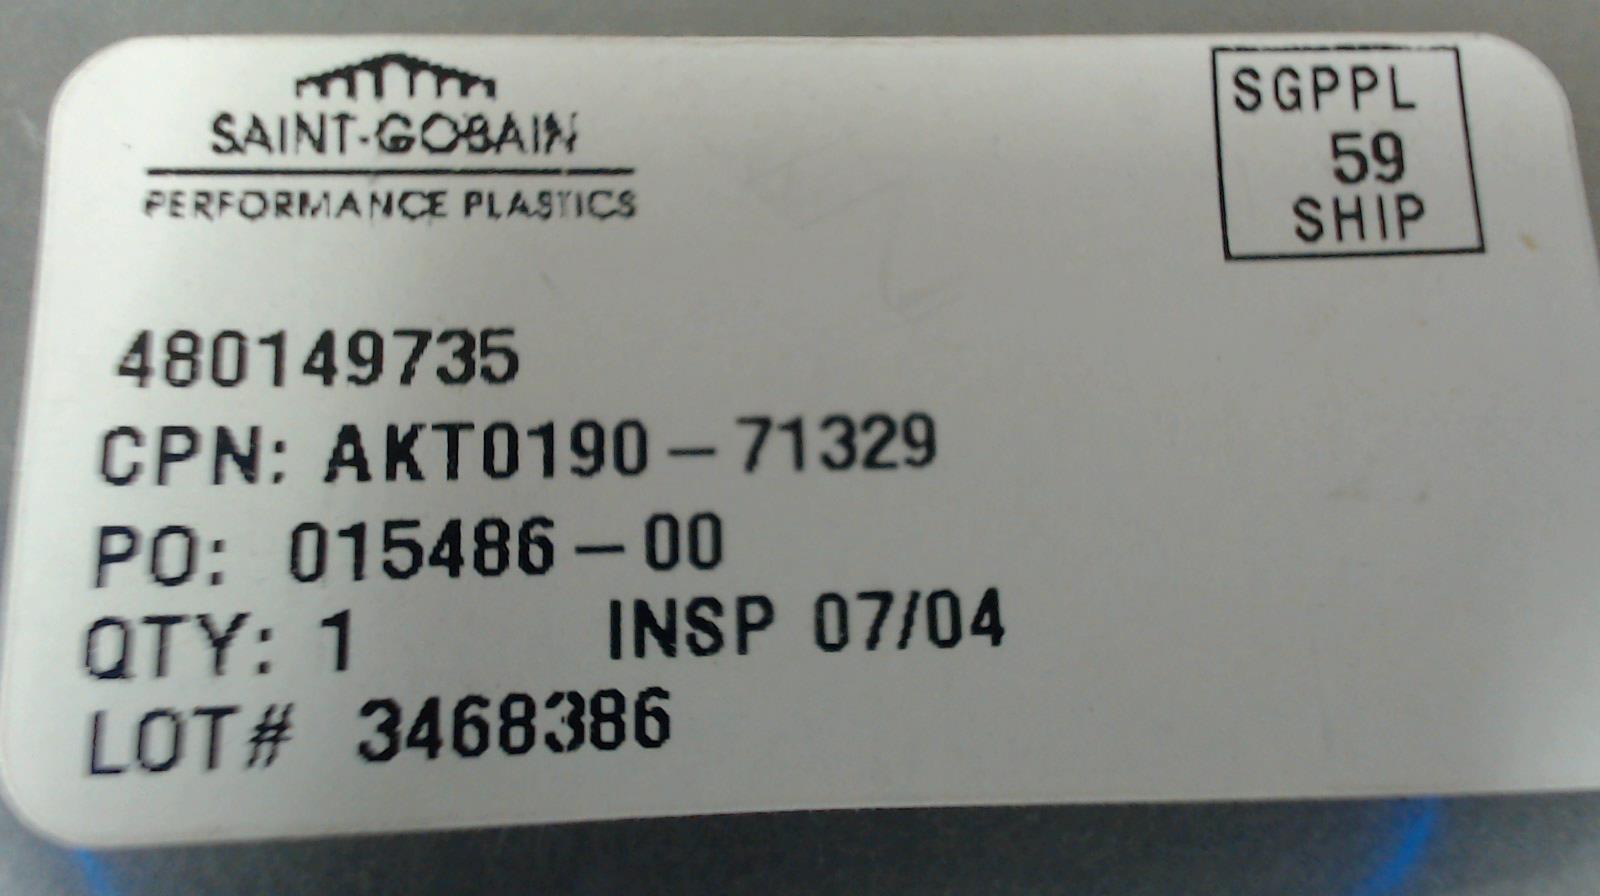 SAINT-GOBAIN
PERFORMANCE PLASTICS
SGPPL
59
SHIP
480149735
CPN: AKT0190-71329
PO: 015486-00
QTY: 1 INSP 07/04
LOT# 3468386